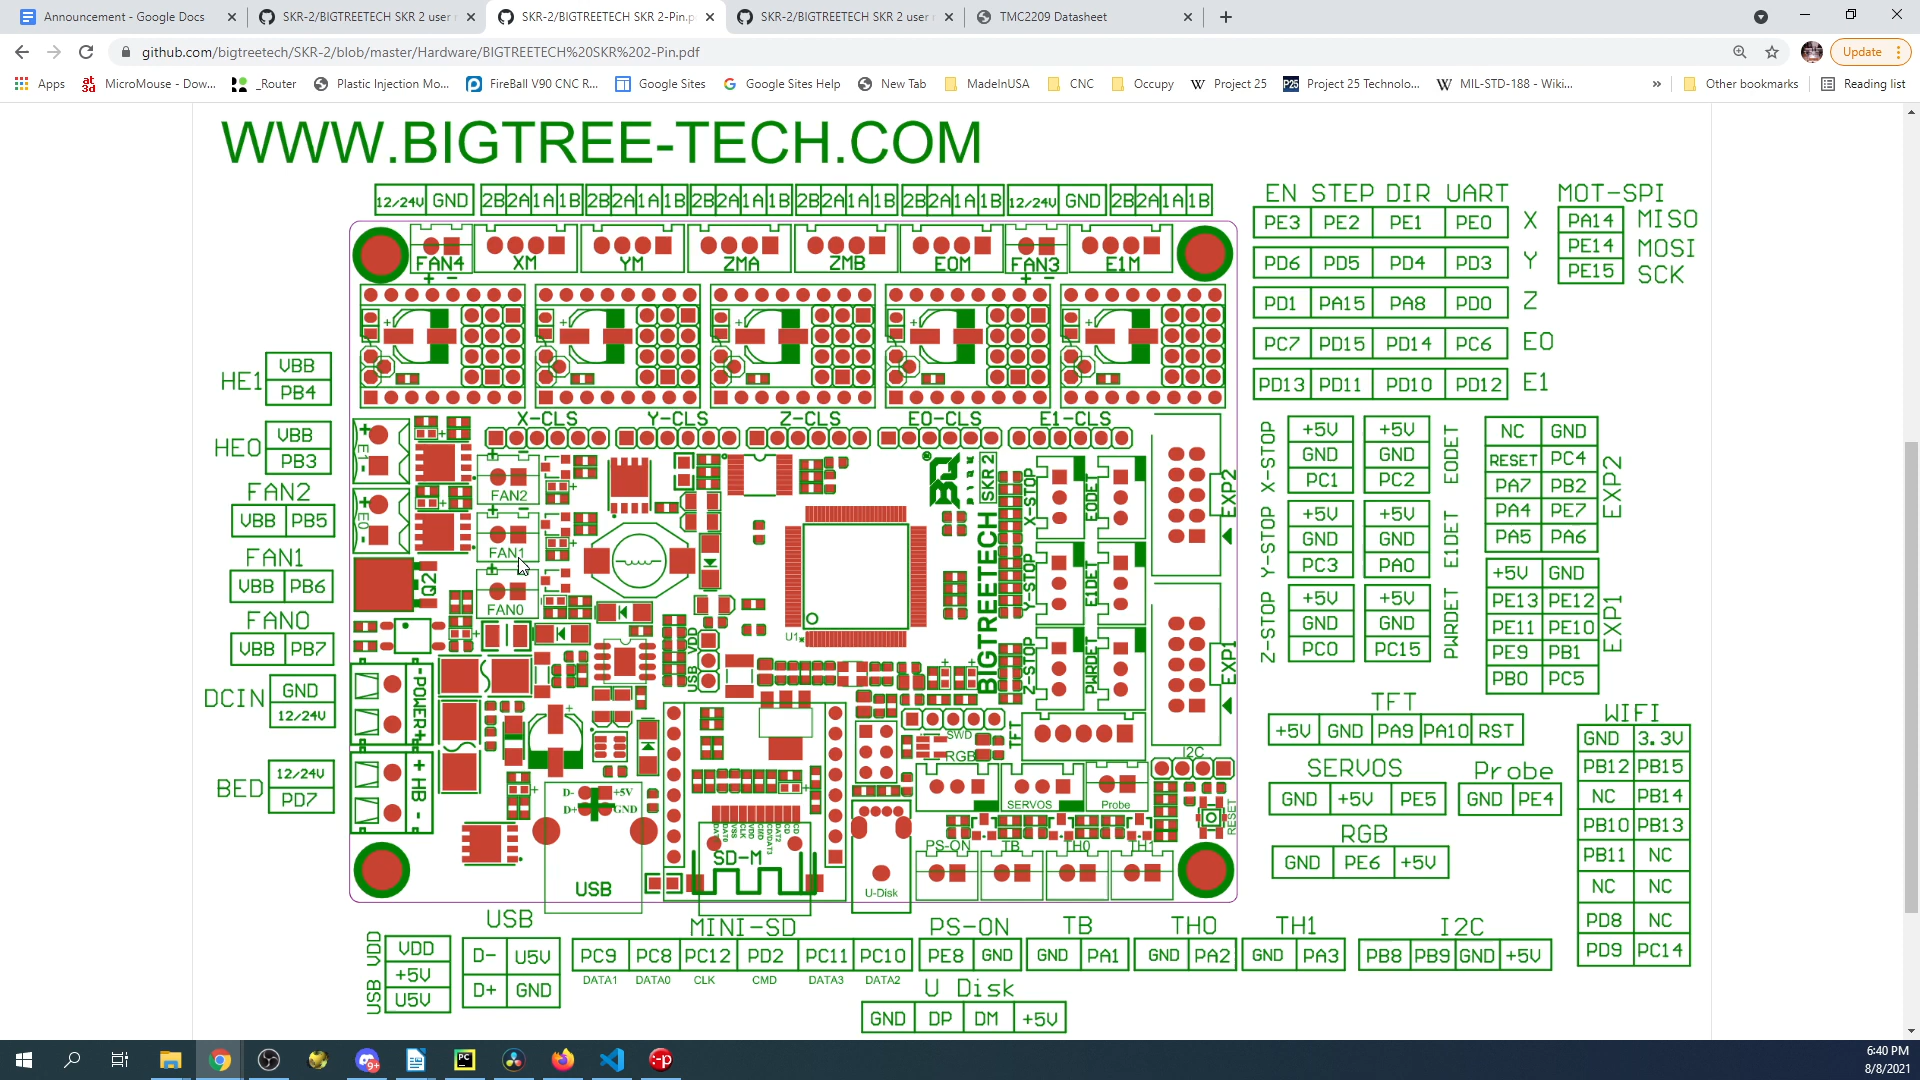 Announcement - Google Docs
SKR-2/BIGTREETECH SKR 2 user
SKR-2/BIGTREETECH SKR 2-Pin.p
SKR-2/BIGTREETECH SKR 2 user
TMC2209 Datasheet
github.com/bigtreetech/SKR-2/blob/master/Hardware/BIGTREETECH%20SKR%202-Pin.pdf
Update
Apps
at 3d MicroMouse - Dow...
_Router
Plastic Injection Mo...
FireBall V90 CNC R...
Google Sites
Google Sites Help
New Tab
MadeInUSA
CNC
Occupy
Project 25
P25 Project 25 Technolo...
MIL-STD-188 - Wiki...
»
Other bookmarks
Reading list
WWW.BIGTREE-TECH.COM
12/24V GND 2B 2A 1A 1B 2B 2A 1A 1B 2B 2A 1A 1B 2B 2A 1A 1B 2B 2A 1A 1B 12/24V GND 2B 2A 1A 1B
FAN4 XM YM ZMA ZMB E0M FAN3 E1M
+ - + -
EN STEP DIR UART
PE3 PE2 PE1 PE0 X
PD6 PD5 PD4 PD3 Y
PD1 PA15 PA8 PD0 Z
PC7 PD15 PD14 PC6 E0
PD13 PD11 PD10 PD12 E1
MOT-SPI
PA14 MISO
PE14 MOSI
PE15 SCK
X-CLS Y-CLS Z-CLS E0-CLS E1-CLS
HE1
VBB
PB4
HE0
VBB
PB3
FAN2
VBB PB5
FAN1
VBB PB6
FAN0
VBB PB7
DCIN
GND
12/24V
BED
12/24V
PD7
+ E1 -
+ E0 -
FAN2
FAN1
FAN0
Q2
-POWER+
+ HB -
U1
USB VDD
BIGTREETECH
SKR 2
X-STOP
Y-STOP
Z-STOP
E0DET
E1DET
PWRDET
EXP2
EXP1
TFT
SWD
RGB
SERVOS
Probe
I2C
RESET
D- +5V
D+ GND
USB
SD-M
U-Disk
PS-ON TB TH0 TH1
X-STOP
+5V
GND
PC1
+5V
GND
PC2
E0DET
Y-STOP
+5V
GND
PC3
+5V
GND
PA0
E1DET
Z-STOP
+5V
GND
PC0
+5V
GND
PC15
PWRDET
NC GND
RESET PC4
PA7 PB2
PA4 PE7
PA5 PA6
EXP2
+5V GND
PE13 PE12
PE11 PE10
PE9 PB1
PB0 PC5
EXP1
TFT
+5V GND PA9 PA10 RST
SERVOS
GND +5V PE5
Probe
GND PE4
RGB
GND PE6 +5V
WIFI
GND 3.3V
PB12 PB15
NC PB14
PB10 PB13
PB11 NC
NC NC
PD8 NC
PD9 PC14
USB VDD
VDD
+5V
U5V
USB
D- U5V
D+ GND
MINI-SD
PC9 PC8 PC12 PD2 PC11 PC10
DATA1 DATA0 CLK CMD DATA3 DATA2
PS-ON
PE8 GND
TB
GND PA1
TH0
GND PA2
TH1
GND PA3
I2C
PB8 PB9 GND +5V
U Disk
GND DP DM +5V
9+
PC
:p
6:40 PM
8/8/2021